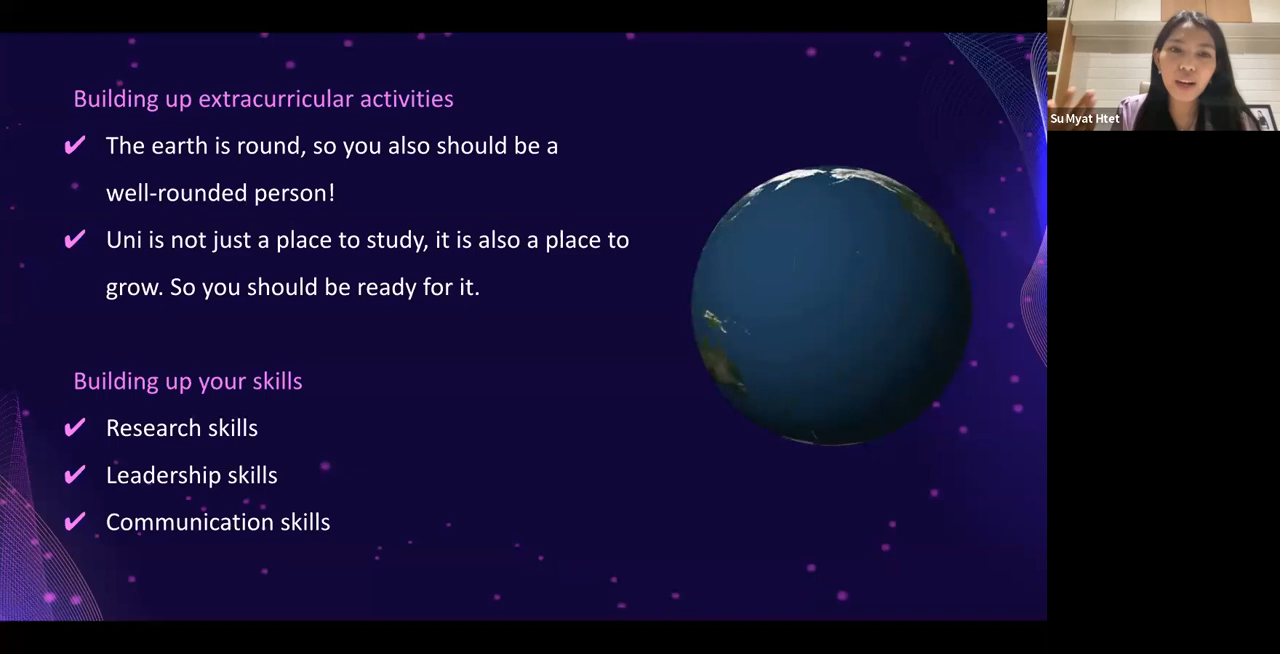 Building up extracurricular activities
✔ The earth is round, so you also should be a
well-rounded person!
✔ Uni is not just a place to study, it is also a place to
grow. So you should be ready for it.
Building up your skills
✔ Research skills
✔ Leadership skills
✔ Communication skills
Su Myat Htet